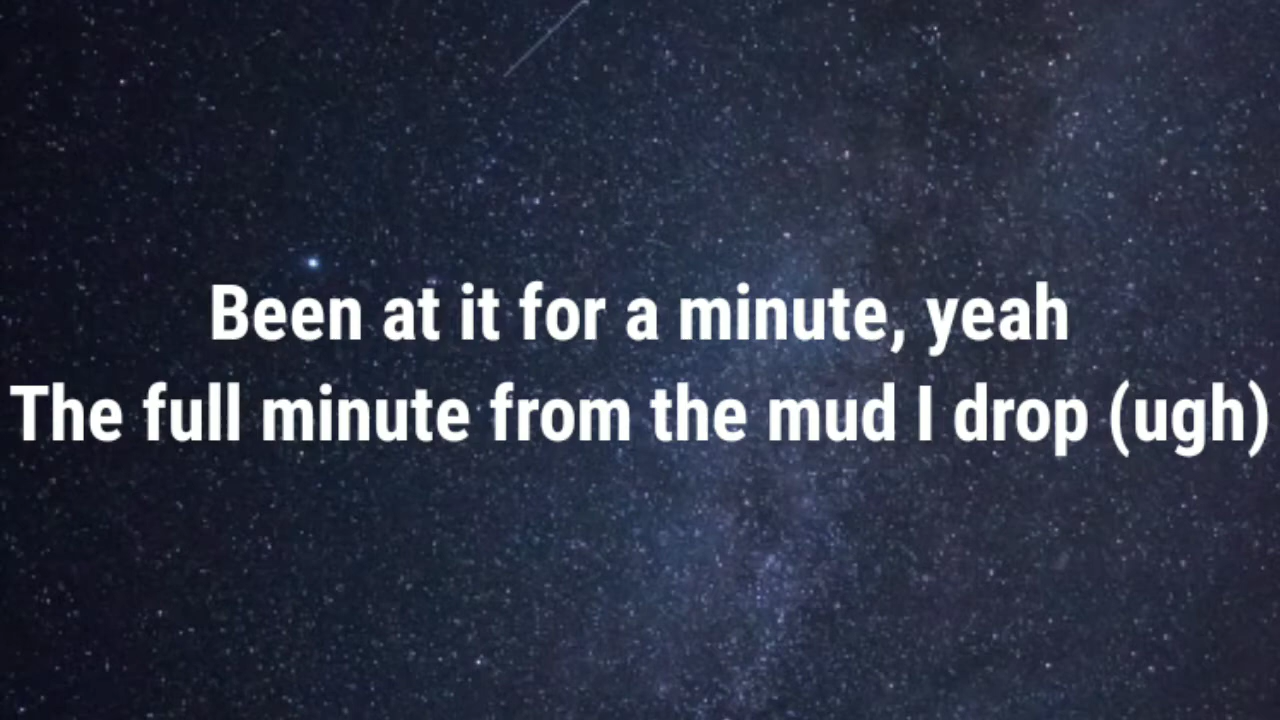 Been at it for a minute, yeah
The full minute from the mud I drop (ugh)